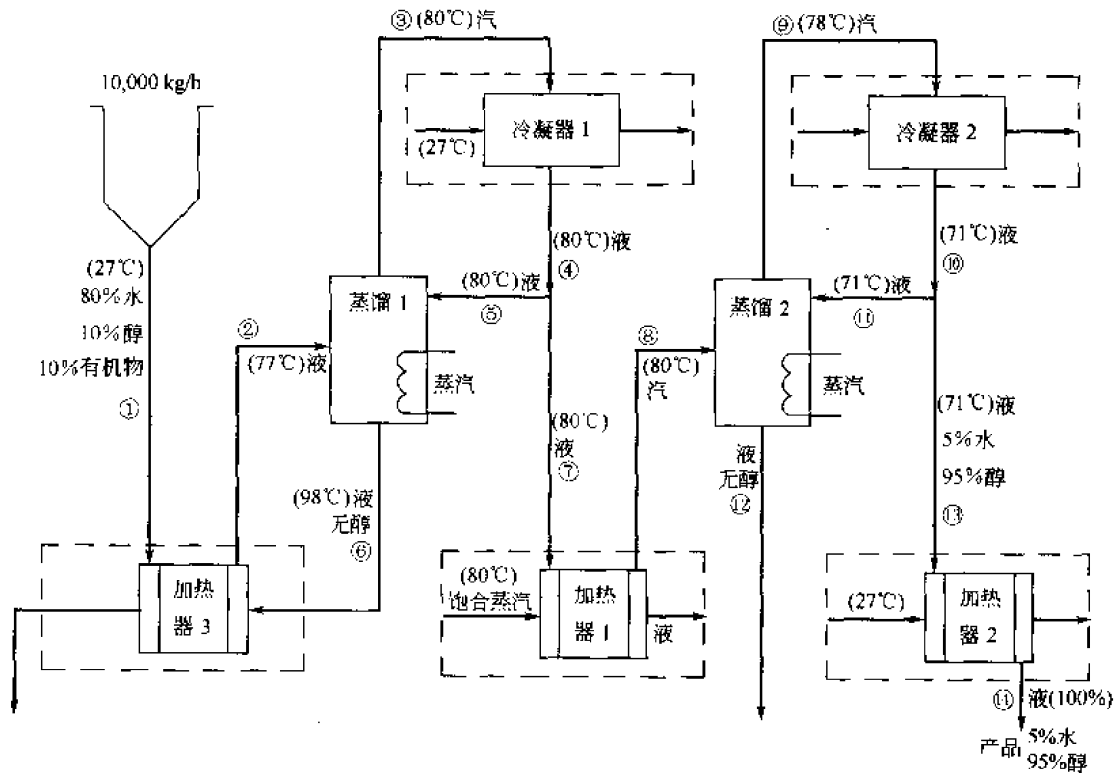 ③(80℃)汽
10,000 kg/h
冷凝器 1
(27℃)
(27℃)
80%水
10%醇
10%有机物
①
②
(77℃)液
蒸馏 1
蒸汽
(80℃)液
④
(80℃)液
⑤
(98℃)液
无醇
⑥
加热
器 3
(80℃)
液
⑦
(80℃)
饱合蒸汽
加热
器 1
液
⑧
(80℃)
汽
⑨(78℃)汽
冷凝器 2
蒸馏 2
蒸汽
(71℃)液
⑩
(71℃)液
⑪
液
无醇
⑫
(71℃)液
5%水
95%醇
⑬
(27℃)
加热
器 2
⑭ 液(100%)
产品 5%水
95%醇